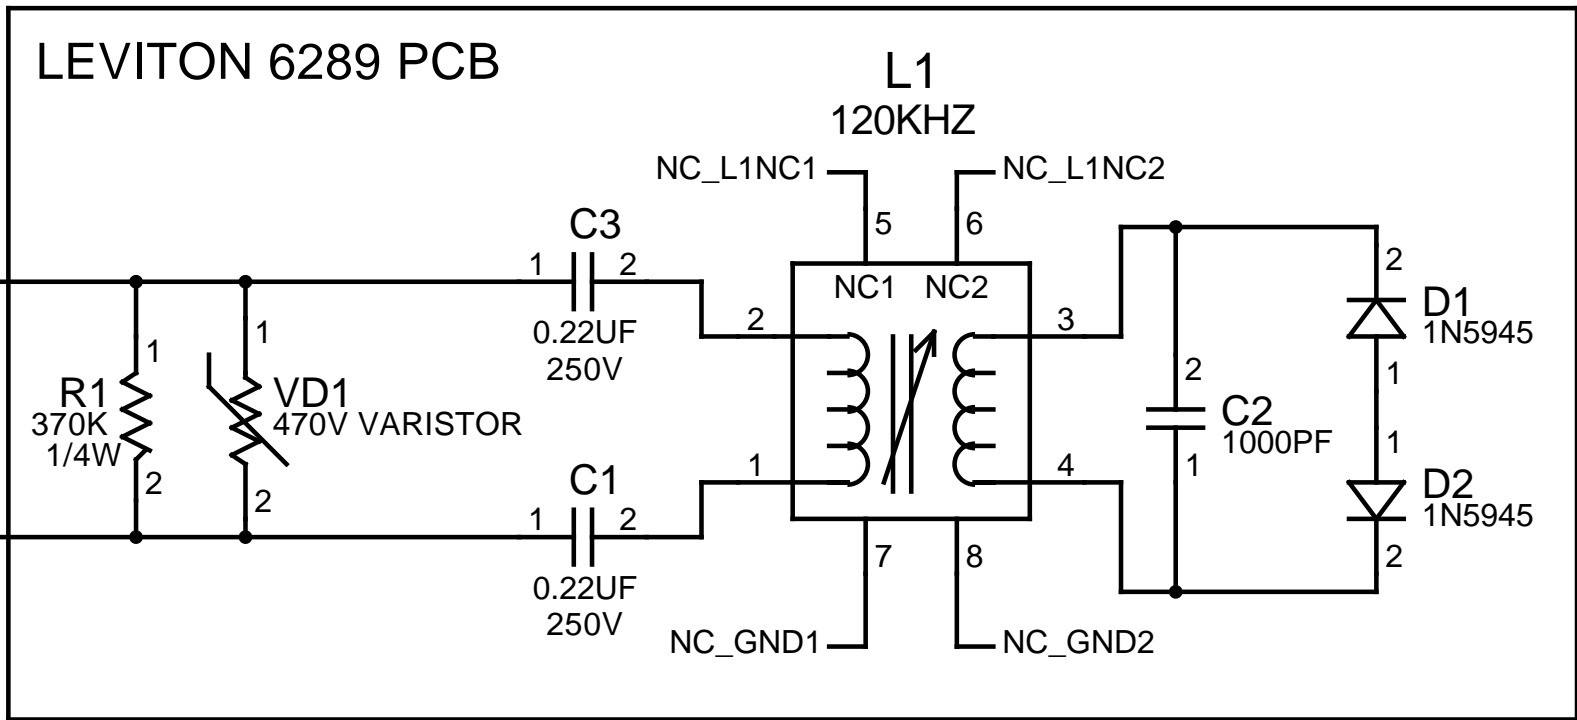 LEVITON 6289 PCB
L1
120KHZ
NC_L1NC1
NC_L1NC2
5
6
NC1
NC2
C3
1
2
0.22UF
250V
2
3
1
R1
370K
1/4W
2
1
VD1
470V VARISTOR
2
C1
1
2
0.22UF
250V
1
4
7
8
NC_GND1
NC_GND2
2
C2
1000PF
1
2
D1
1N5945
1
1
D2
1N5945
2